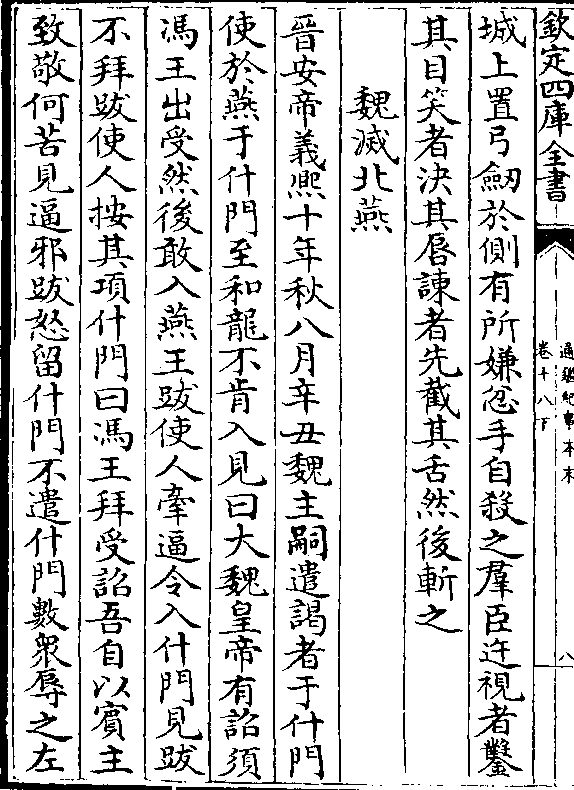 欽定四庫全書
通鑑紀事本末
卷十八下
八
城上置弓劒於側有所嫌忿手自殺之羣臣迕視者鑿
其目笑者決其唇諫者先截其舌然後斬之
魏滅北燕
晉安帝義熙十年秋八月辛丑魏主嗣遣謁者于什門
使於燕于什門至和龍不肯入見曰大魏皇帝有詔須
馮王出受然後敢入燕王跋使人牽逼令入什門見跋
不拜跋使人按其項什門曰馮王拜受詔吾自以賓主
致敬何苦見逼邪跋怒留什門不遣什門數衆辱之左